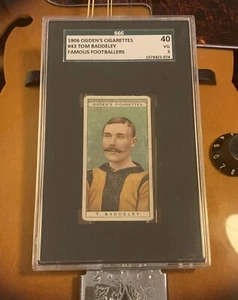 SGC
1906 OGDEN'S CIGARETTES
#43 TOM BADDELEY
FAMOUS FOOTBALLERS
40
VG
3
OGDEN'S CIGARETTES
T. BADDELEY.